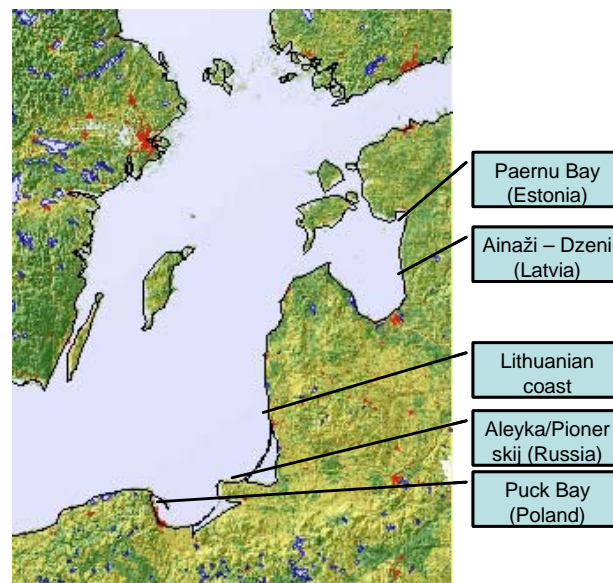 Paernu Bay
(Estonia)
Ainaži – Dzeni
(Latvia)
Lithuanian
coast
Aleyka/Pioner
skij (Russia)
Puck Bay
(Poland)